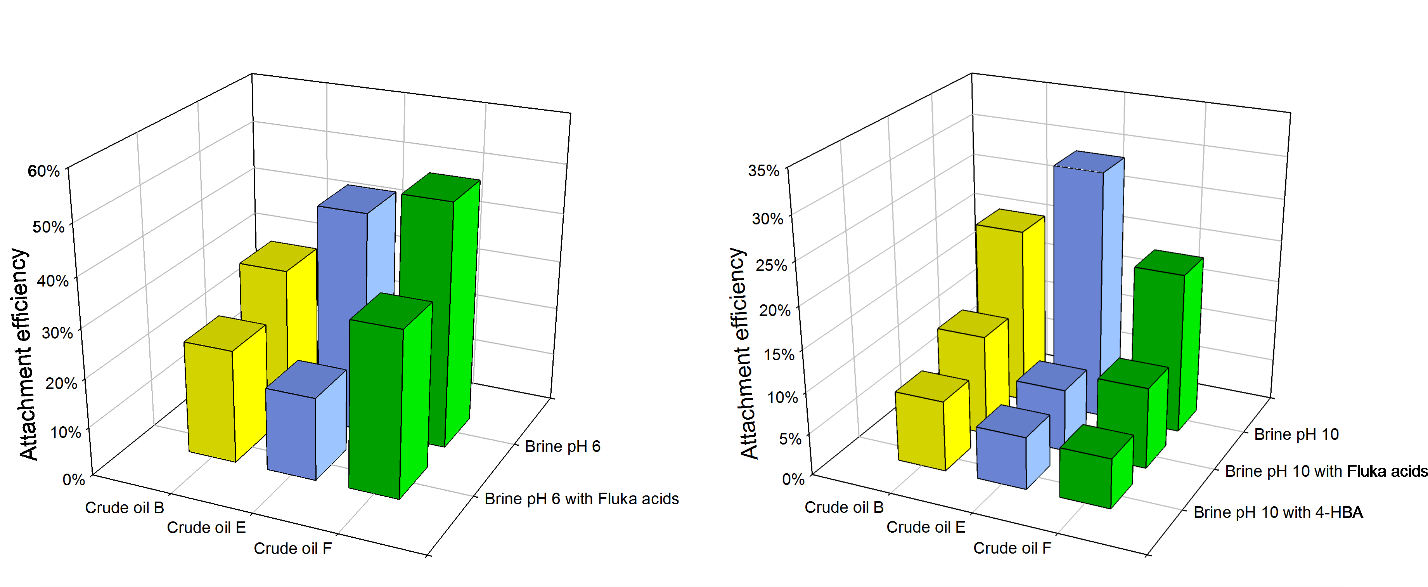 Attachment efficiency
60%
50%
40%
30%
20%
10%
0%
Crude oil B
Crude oil E
Crude oil F
Brine pH 6
Brine pH 6 with Fluka acids
Attachment efficiency
35%
30%
25%
20%
15%
10%
5%
0%
Crude oil B
Crude oil E
Crude oil F
Brine pH 10
Brine pH 10 with Fluka acids
Brine pH 10 with 4-HBA